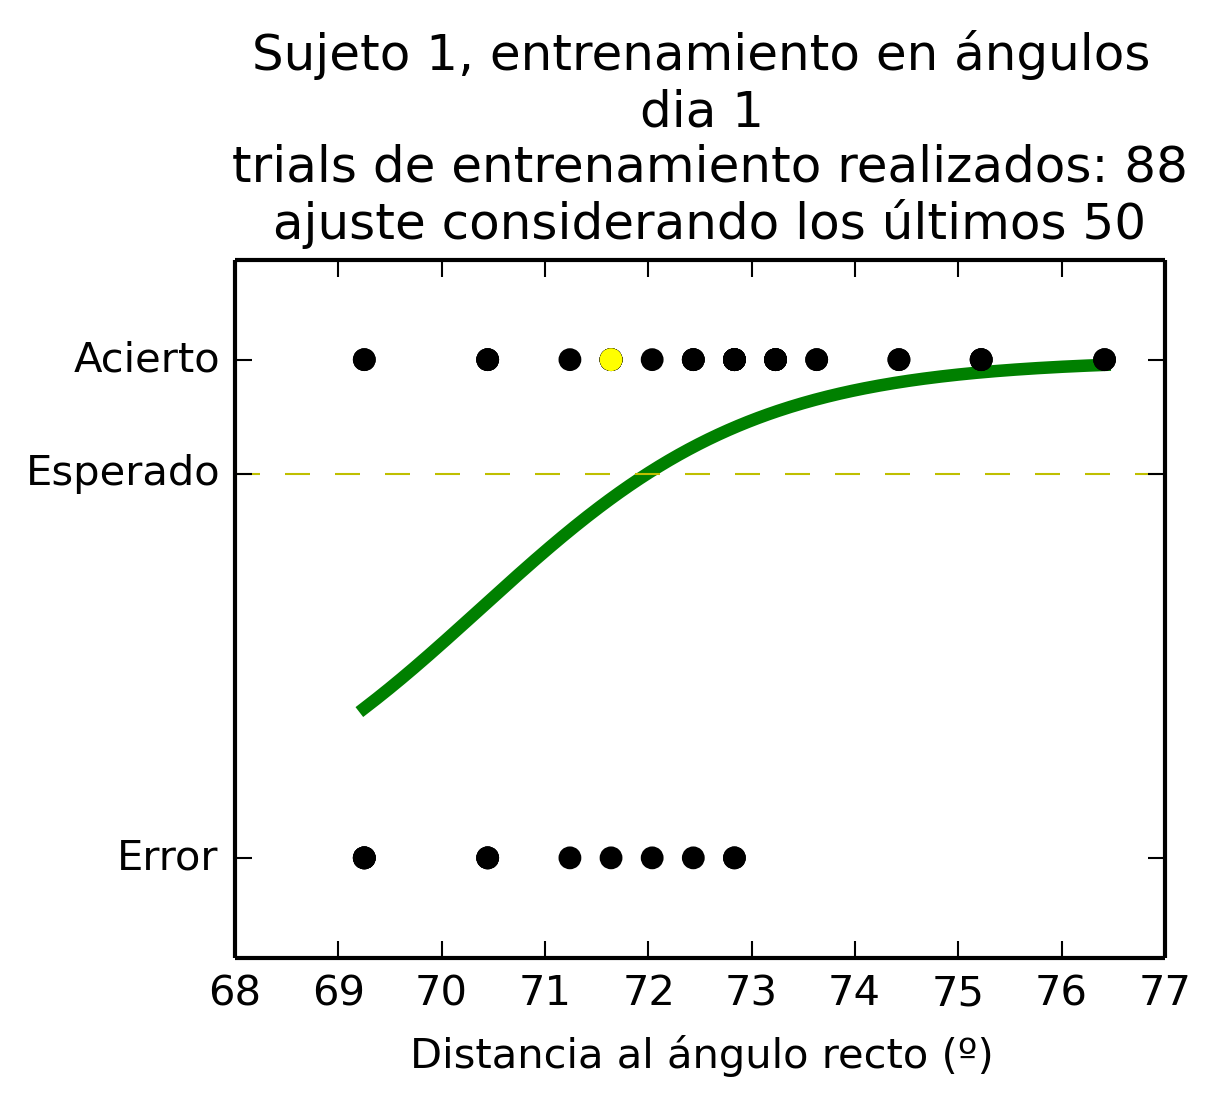 Sujeto 1, entrenamiento en ángulos
dia 1
trials de entrenamiento realizados: 88
ajuste considerando los últimos 50
Acierto
Esperado
Error
68 69 70 71 72 73 74 75 76 77
Distancia al ángulo recto (º)